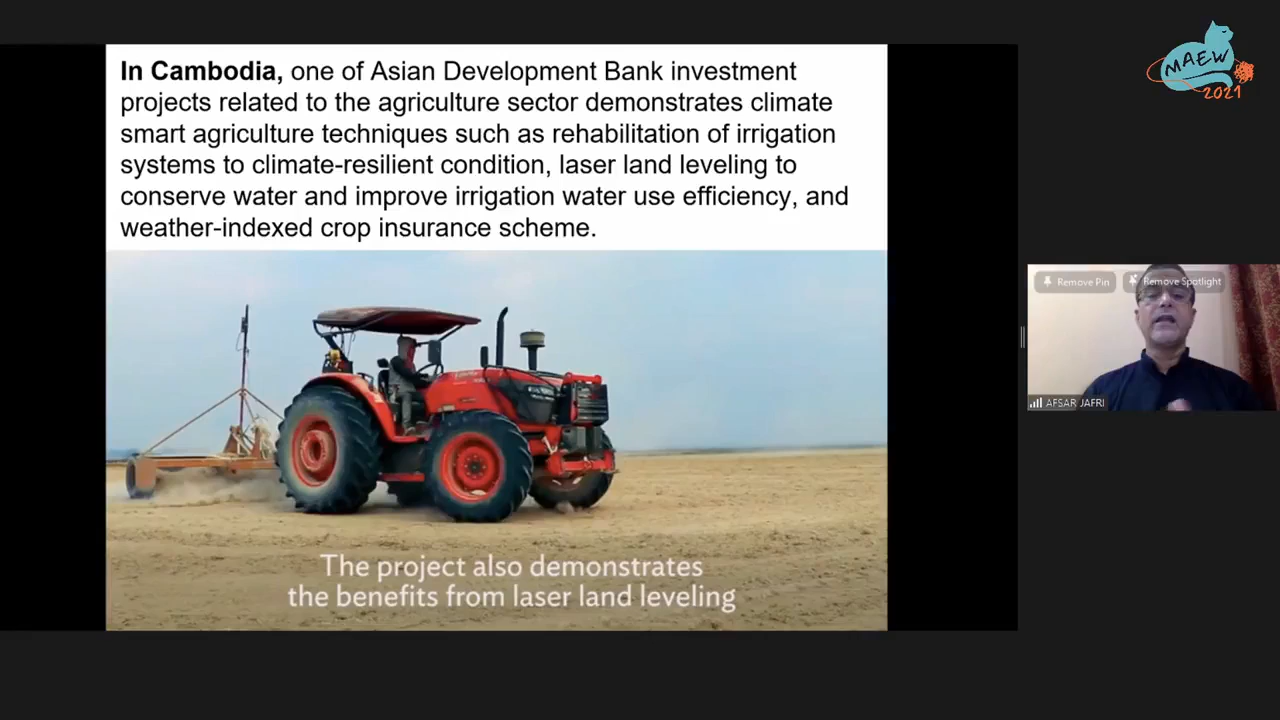 In Cambodia, one of Asian Development Bank investment
projects related to the agriculture sector demonstrates climate
smart agriculture techniques such as rehabilitation of irrigation
systems to climate-resilient condition, laser land leveling to
conserve water and improve irrigation water use efficiency, and
weather-indexed crop insurance scheme.
The project also demonstrates
the benefits from laser land leveling
MAEW
2021
Remove Pin
Remove Spotlight
AFSAR JAFRI